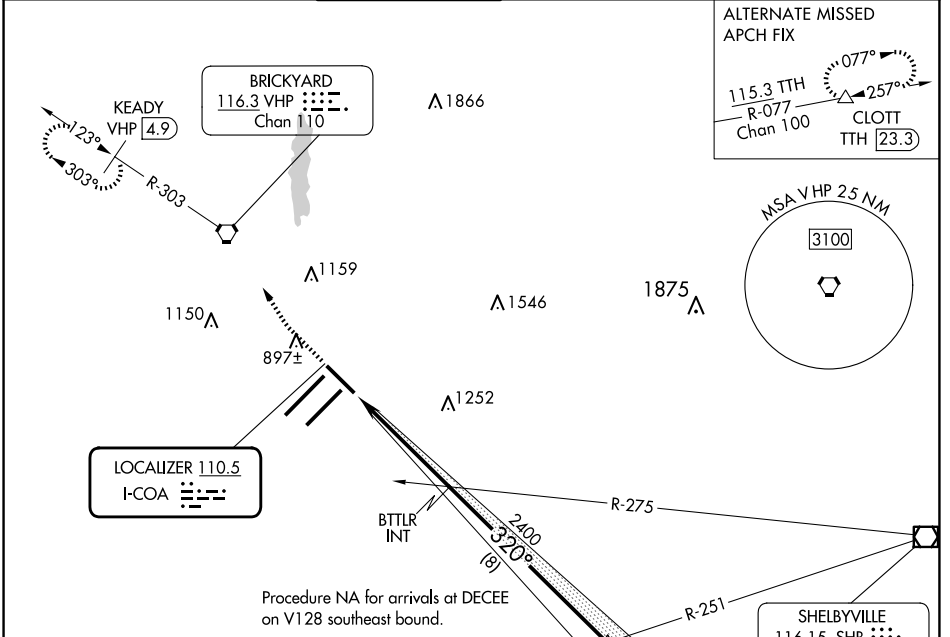 ALTERNATE MISSED
APCH FIX
077°
257°
115.3 TTH
R-077
Chan 100
CLOTT
TTH 23.3
BRICKYARD
116.3 VHP
Chan 110
KEADY
VHP 4.9
123°
303°
R-303
1866
MSA VHP 25 NM
3100
1159
1150
1546
1875
897±
1252
LOCALIZER 110.5
I-COA
R-275
BTTLR
INT
2400
320°
(8)
Procedure NA for arrivals at DECEE
on V128 southeast bound.
R-251
SHELBYVILLE
116.15 SHB